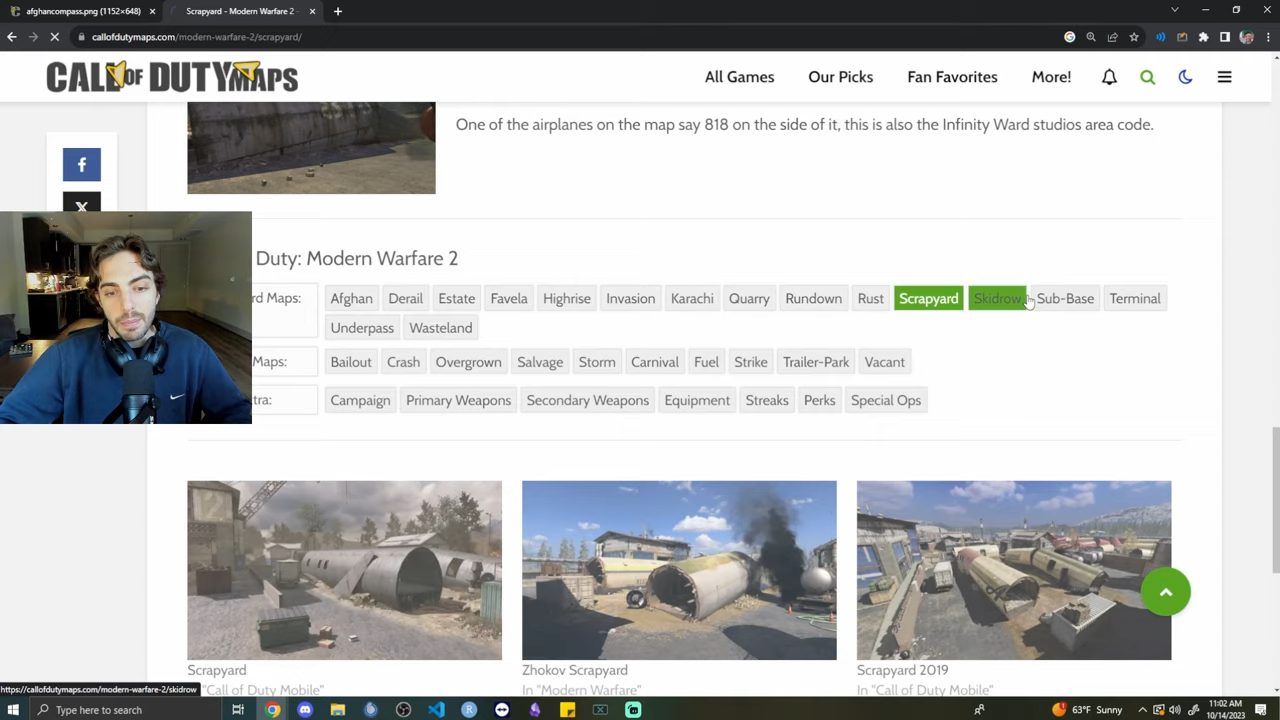 afghancompass.png (1152×648)
Scrapyard - Modern Warfare 2 -
callofdutymaps.com/modern-warfare-2/scrapyard/
CALL OF DUTY MAPS
All Games
Our Picks
Fan Favorites
More!
One of the airplanes on the map say 818 on the side of it, this is also the Infinity Ward studios area code.
Duty: Modern Warfare 2
rd Maps:
Afghan Derail Estate Favela Highrise Invasion Karachi Quarry Rundown Rust Scrapyard Skidrow Sub-Base Terminal
Underpass Wasteland
Maps:
Bailout Crash Overgrown Salvage Storm Carnival Fuel Strike Trailer-Park Vacant
tra:
Campaign Primary Weapons Secondary Weapons Equipment Streaks Perks Special Ops
Scrapyard
In "Call of Duty Mobile"
Zhokov Scrapyard
In "Modern Warfare"
Scrapyard 2019
In "Call of Duty Mobile"
https://callofdutymaps.com/modern-warfare-2/skidrow
Type here to search
63°F Sunny
11:02 AM
10/14/2023